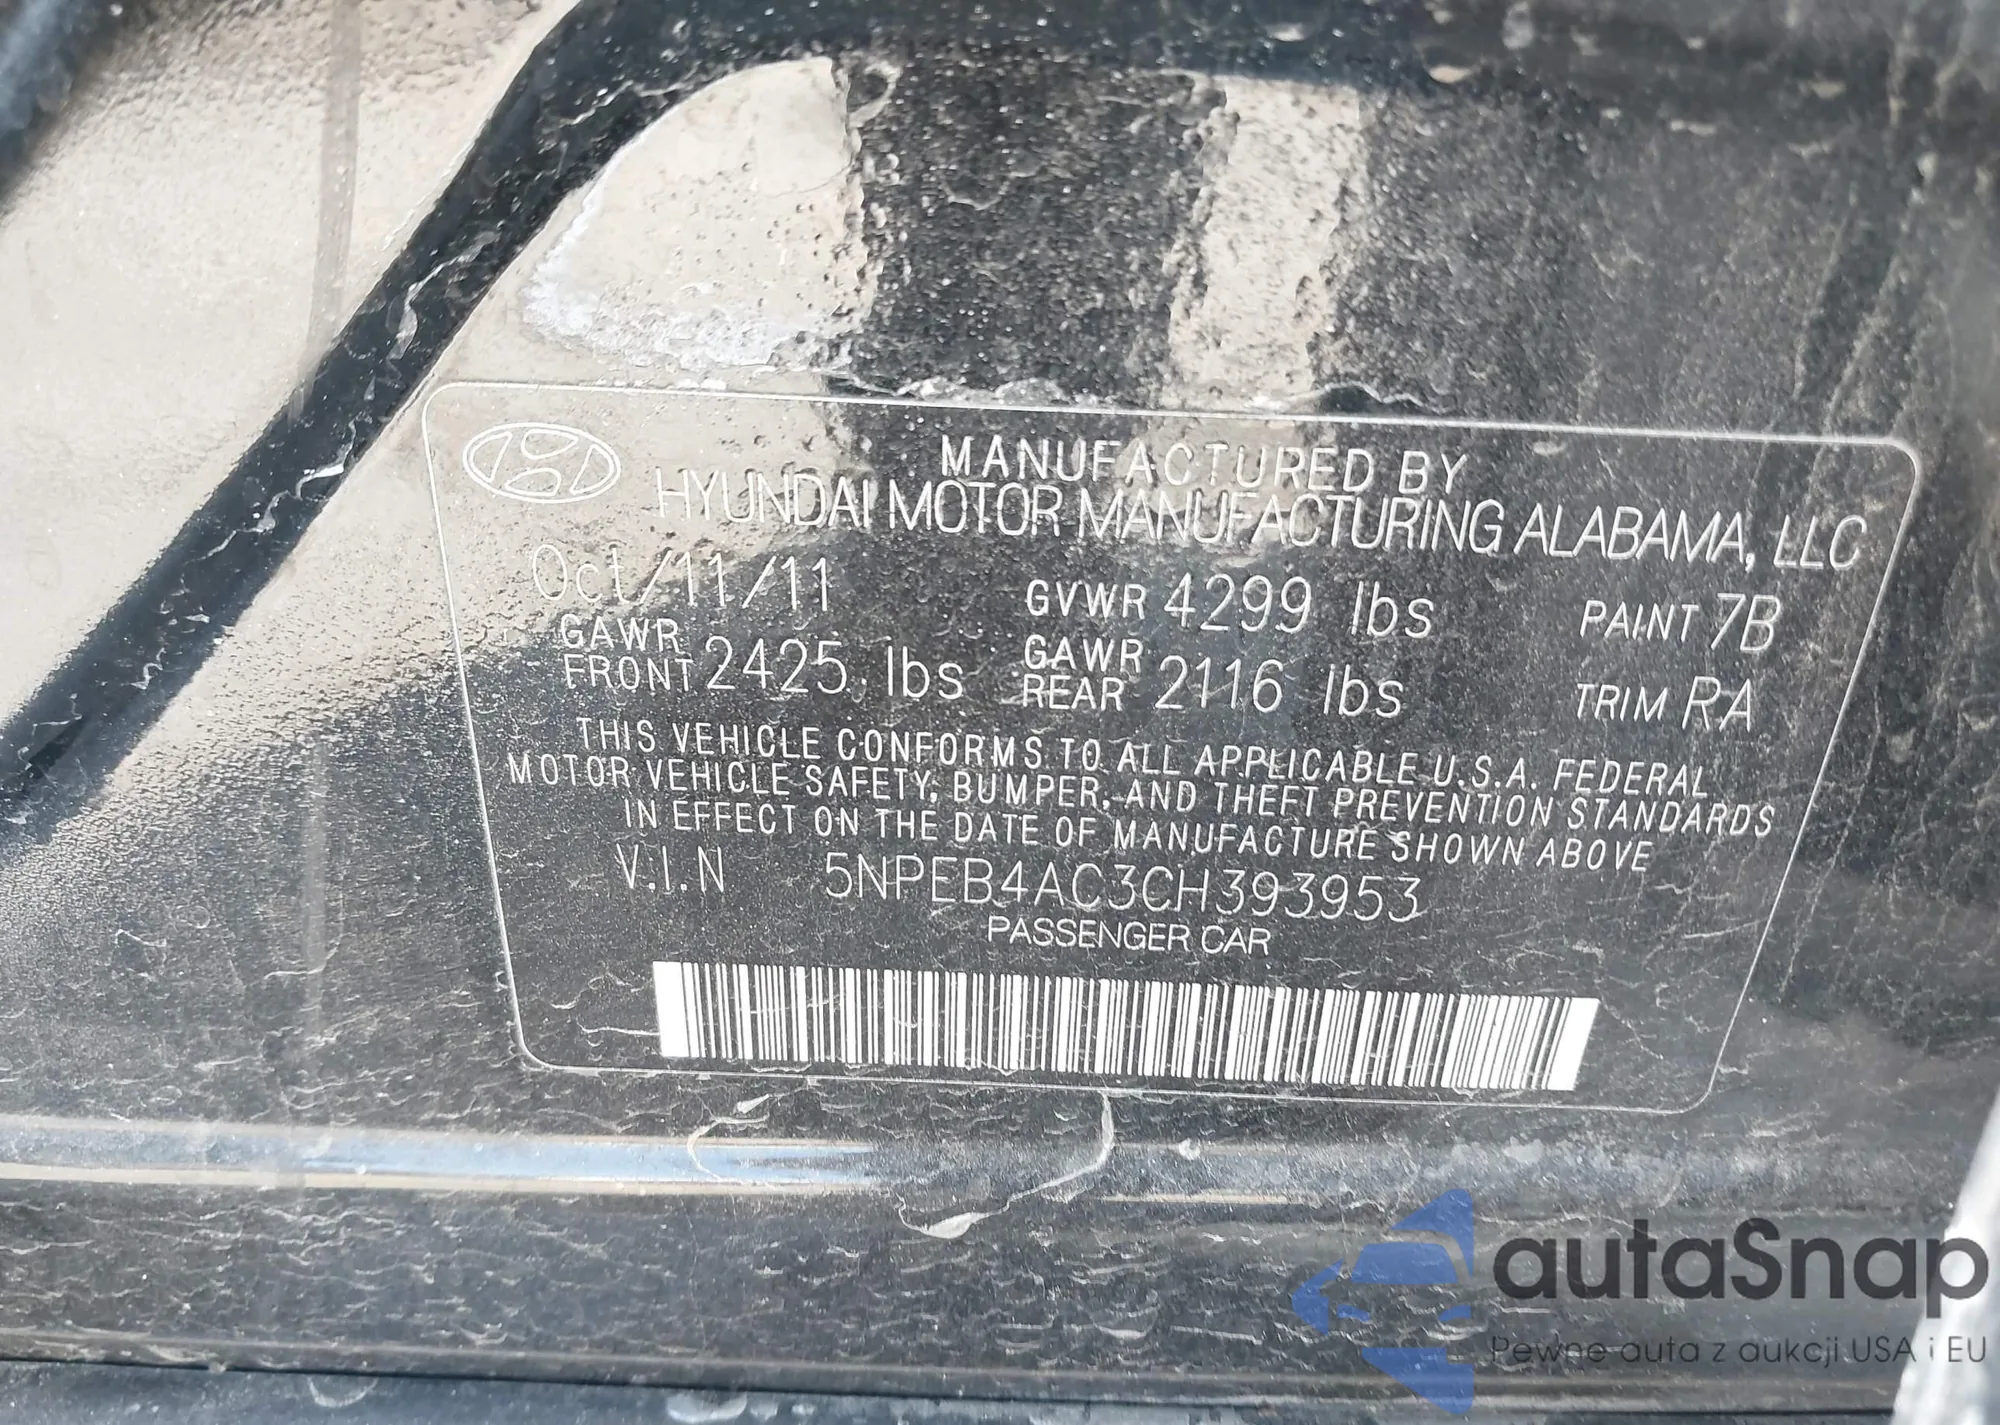 MANUFACTURED BY
HYUNDAI MOTOR MANUFACTURING ALABAMA, LLC
Oct/11/11 GVWR 4299 lbs PAINT 7B
GAWR FRONT 2425 lbs GAWR REAR 2116 lbs TRIM RA
THIS VEHICLE CONFORMS TO ALL APPLICABLE U.S.A. FEDERAL
MOTOR VEHICLE SAFETY, BUMPER, AND THEFT PREVENTION STANDARDS
IN EFFECT ON THE DATE OF MANUFACTURE SHOWN ABOVE
V.I.N 5NPEB4AC3CH393953
PASSENGER CAR
autaSnap
Pewne auta z aukcji USA i EU